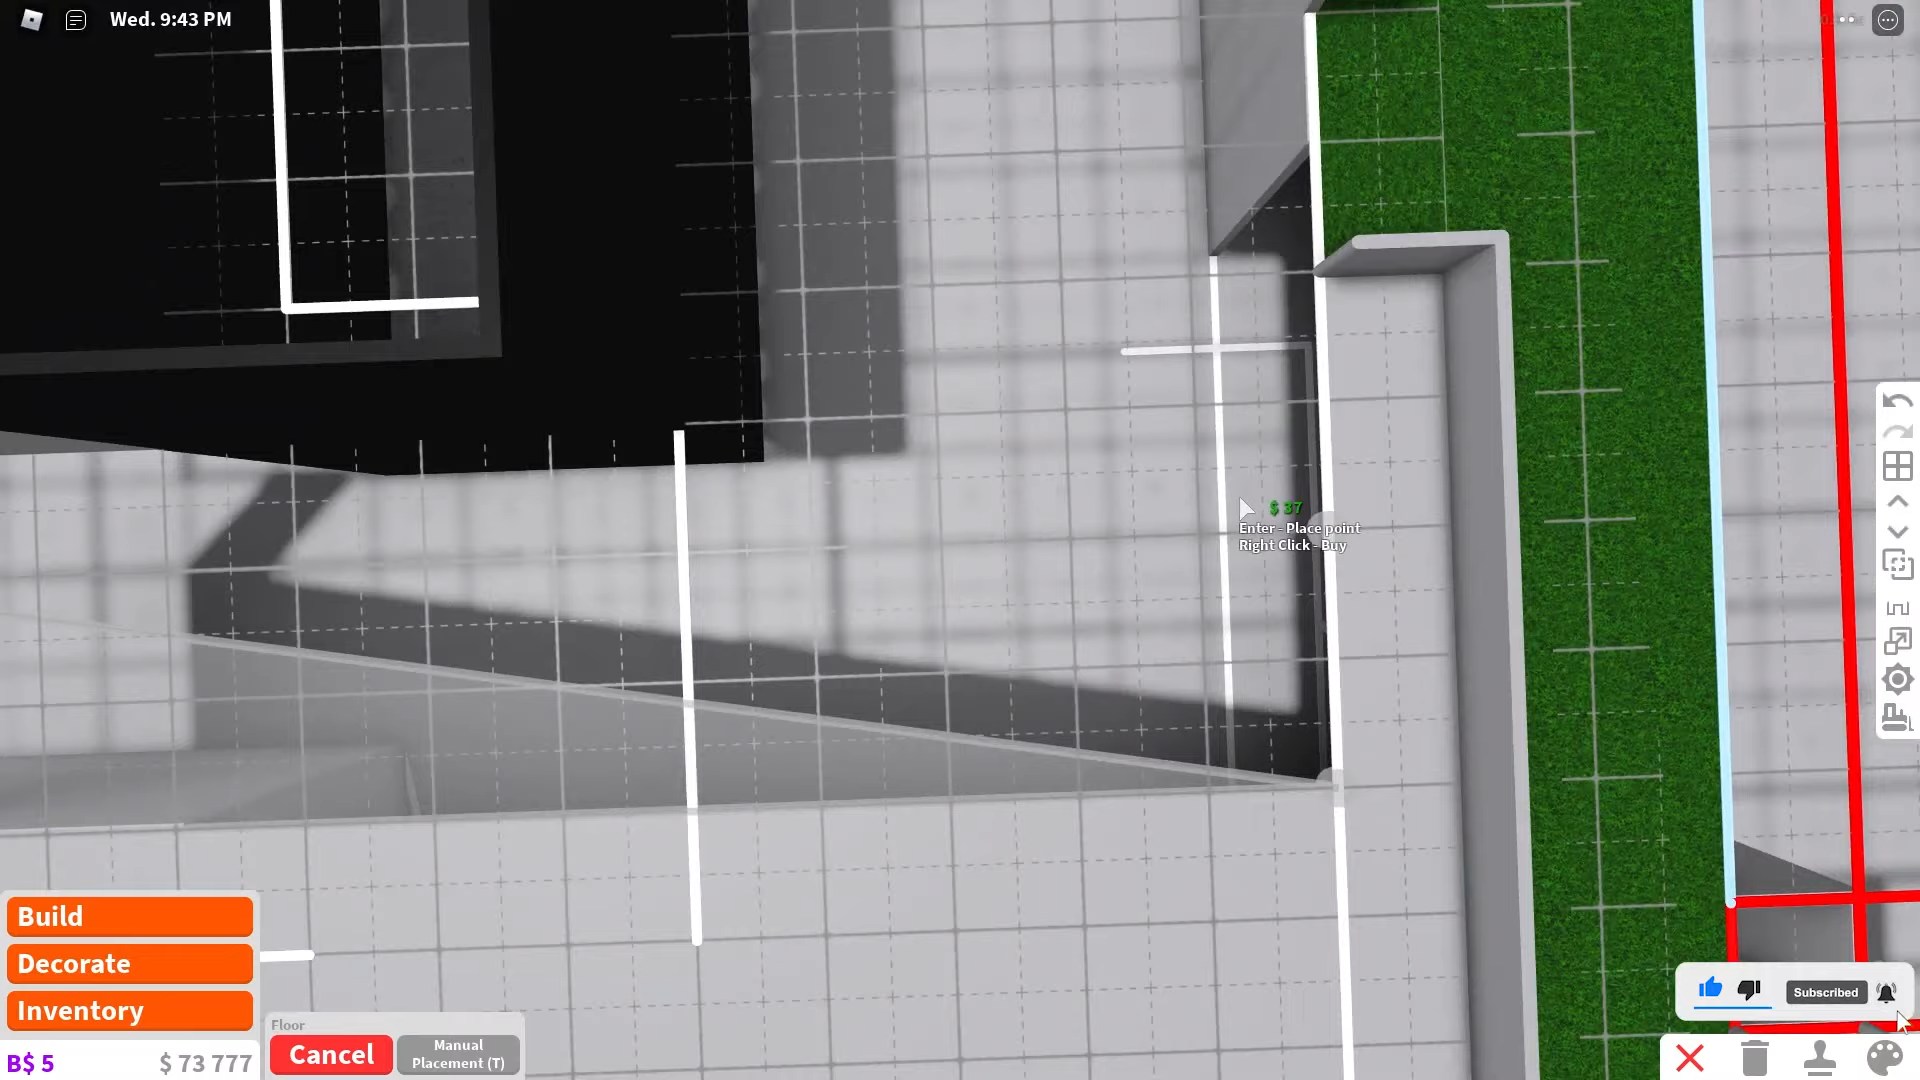 Wed. 9:43 PM
$ 37
Enter - Place point
Right Click - Buy
Build
Decorate
Inventory
B$ 5
$ 73 777
Floor
Cancel
Manual
Placement (T)
Subscribed